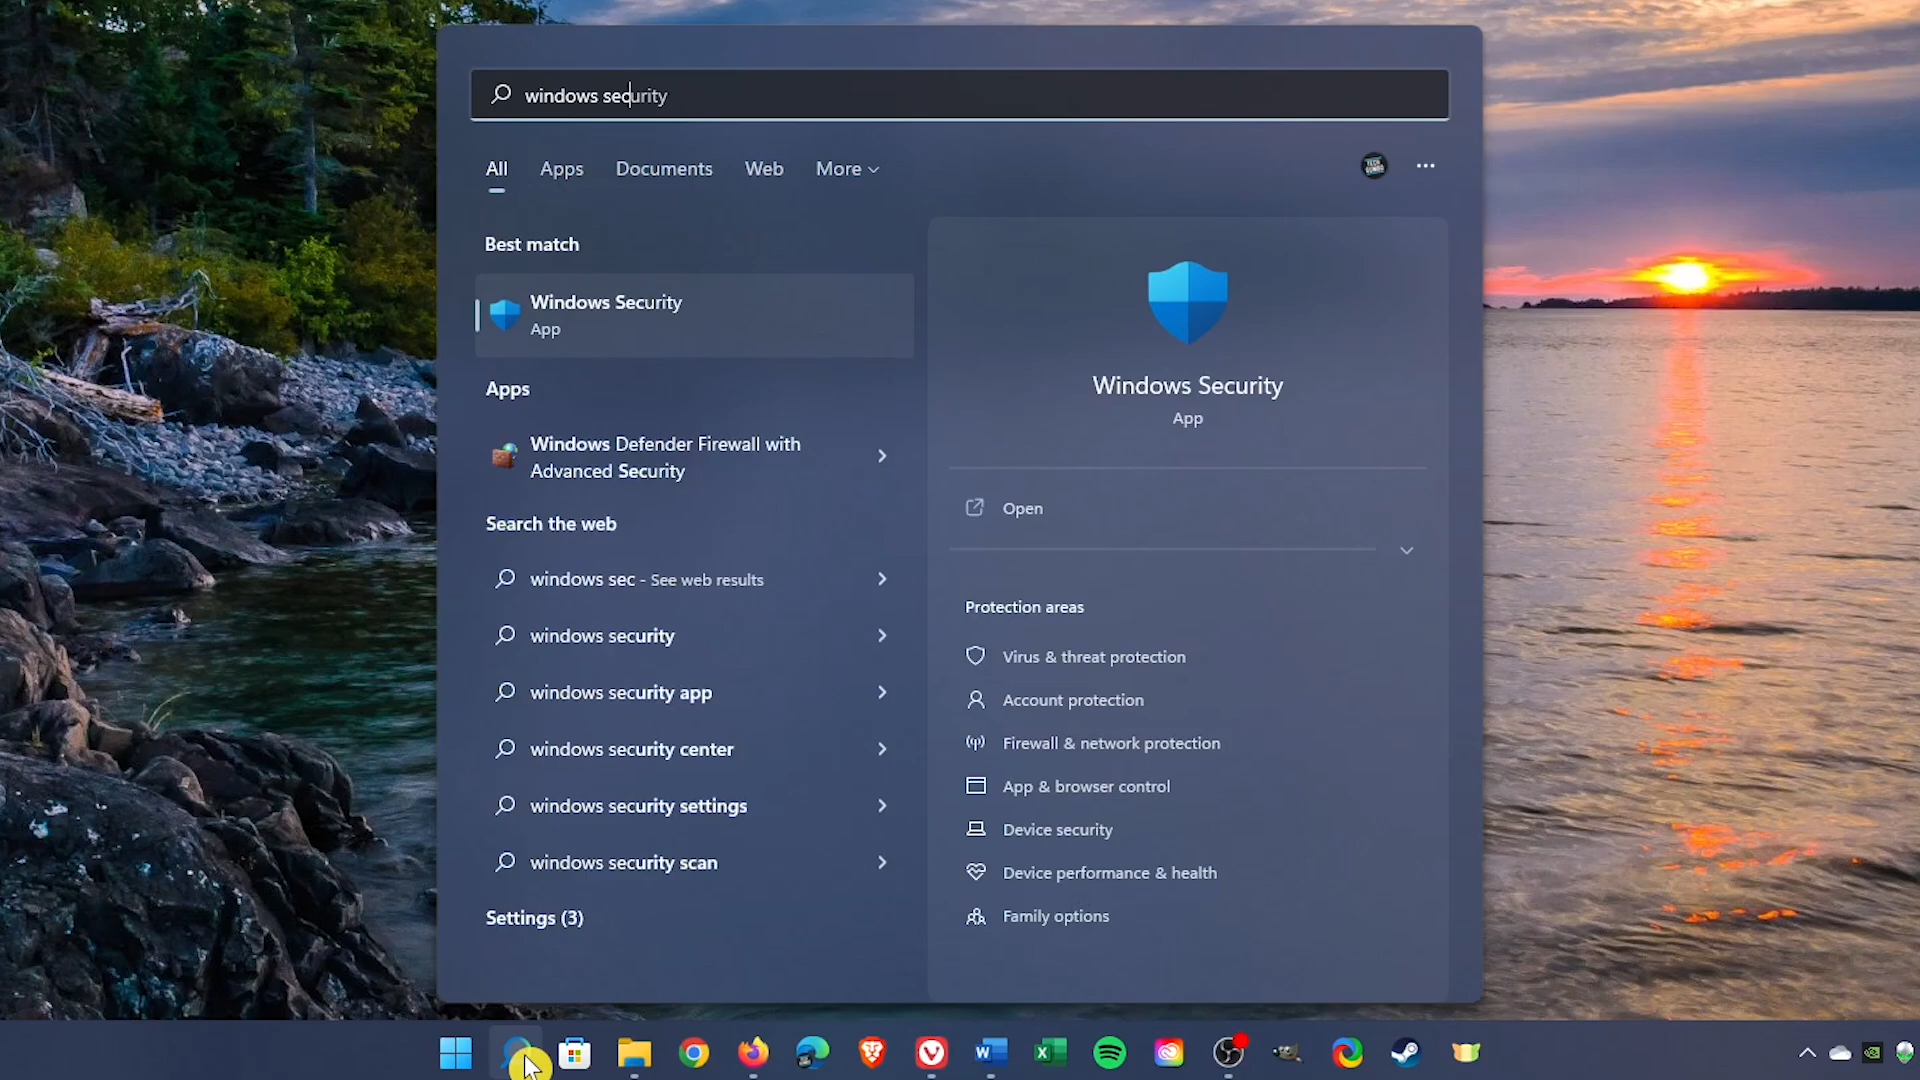 windows security
All Apps Documents Web More
TECH GUMBO
Best match
Windows Security
App
Apps
Windows Defender Firewall with
Advanced Security
Search the web
windows sec - See web results
windows security
windows security app
windows security center
windows security settings
windows security scan
Settings (3)
Windows Security
App
Open
Protection areas
Virus & threat protection
Account protection
Firewall & network protection
App & browser control
Device security
Device performance & health
Family options